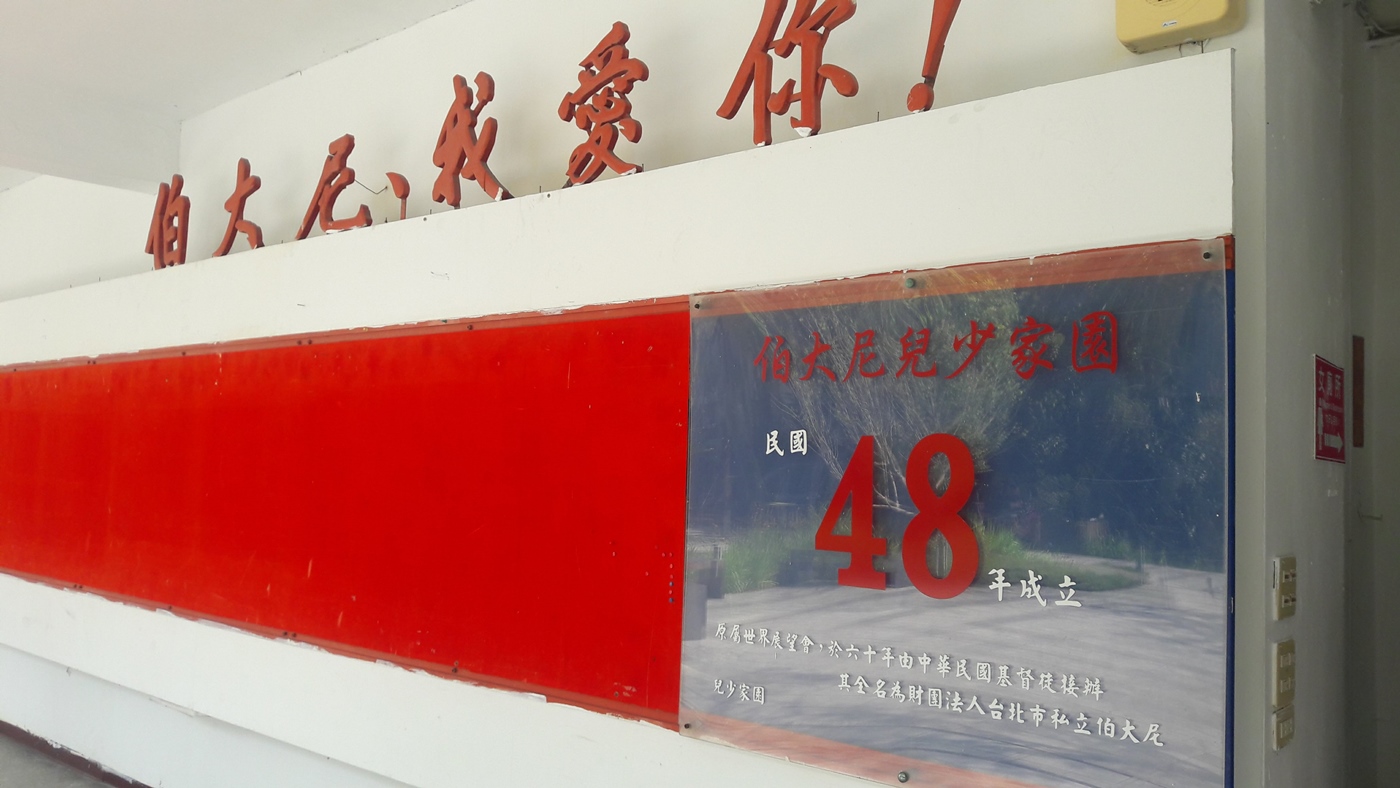 伯大尼、我愛你！
伯大尼兒少家園
民國
48
年成立
原屬世界展望會，於六十年由中華民國基督徒接辦
其全名為財團法人台北市私立伯大尼
兒少家園
女廁所